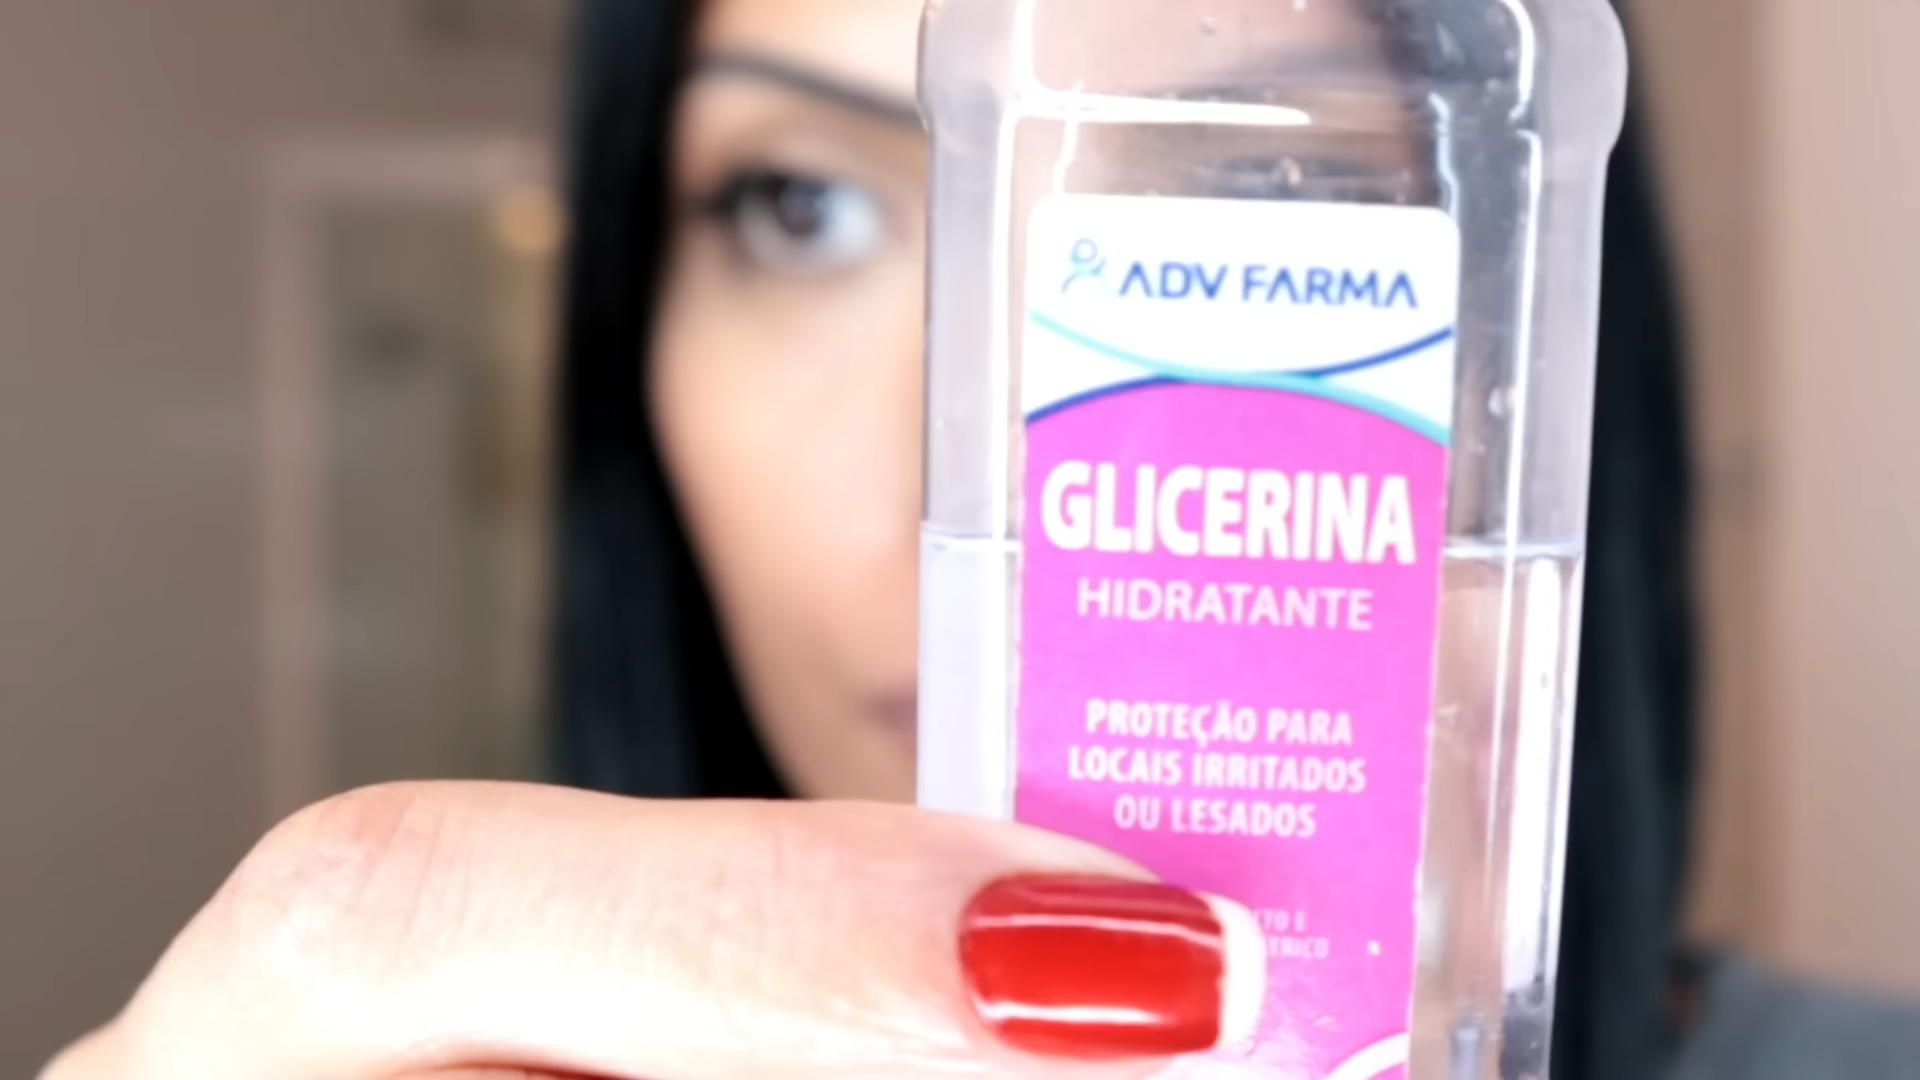 ADV FARMA
GLICERINA
HIDRATANTE
PROTEÇÃO PARA
LOCAIS IRRITADOS
OU LESADOS
E